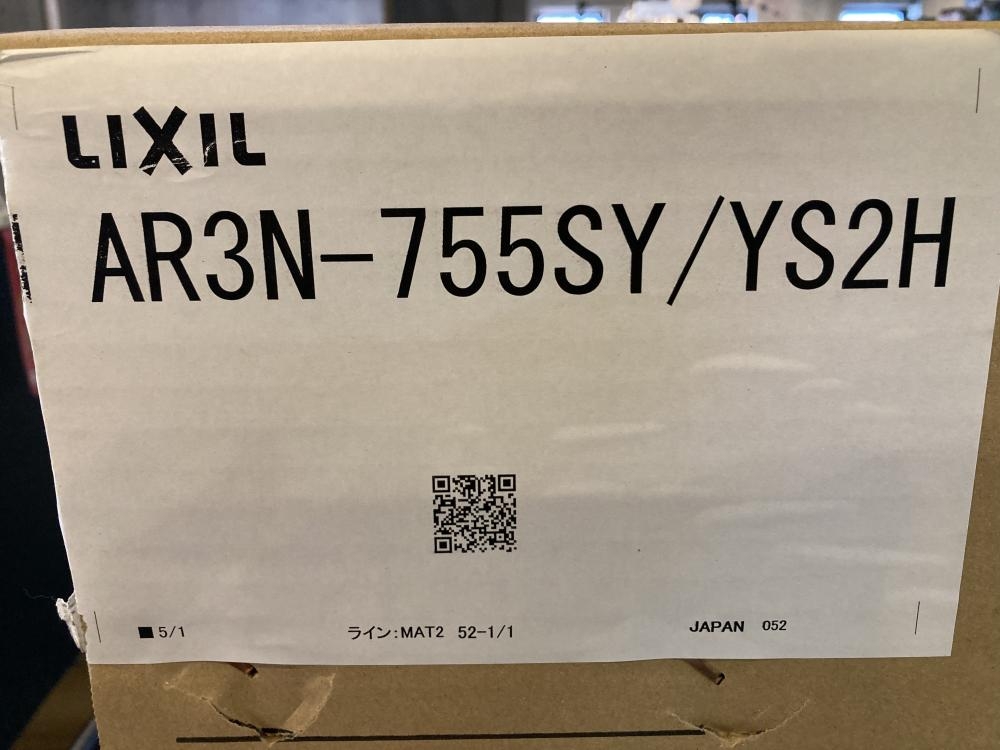 LIXIL
AR3N-755SY/YS2H
■5/1 ライン:MAT2 52-1/1 JAPAN 052